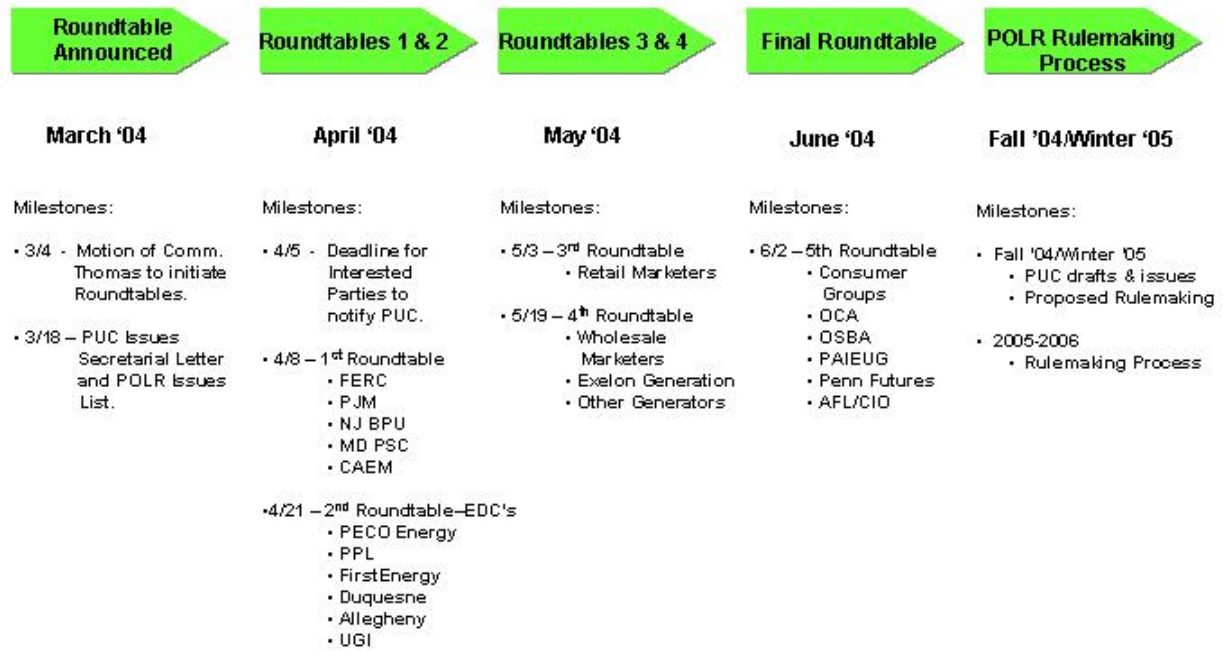 Roundtable
Announced
Roundtables 1 & 2
Roundtables 3 & 4
Final Roundtable
POLR Rulemaking
Process
March ‘04
April ‘04
May ‘04
June ‘04
Fall ’04/Winter ‘05
Milestones:
• 3/4 - Motion of Comm.
Thomas to initiate
Roundtables.
• 3/18 – PUC Issues
Secretarial Letter
and POLR Issues
List.
Milestones:
• 4/5 - Deadline for
Interested
Parties to
notify PUC.
• 4/8 – 1st Roundtable
• FERC
• PJM
• NJ BPU
• MD PSC
• CAEM
•4/21 – 2nd Roundtable–EDC's
• PECO Energy
• PPL
• FirstEnergy
• Duquesne
• Allegheny
• UGI
Milestones:
• 5/3 – 3rd Roundtable
• Retail Marketers
• 5/19 – 4th Roundtable
• Wholesale
Marketers
• Exelon Generation
• Other Generators
Milestones:
• 6/2 – 5th Roundtable
• Consumer
Groups
• OCA
• OSBA
• PAIEUG
• Penn Futures
• AFL/CIO
Milestones:
• Fall '04/Winter '05
• PUC drafts & issues
• Proposed Rulemaking
• 2005-2006
• Rulemaking Process